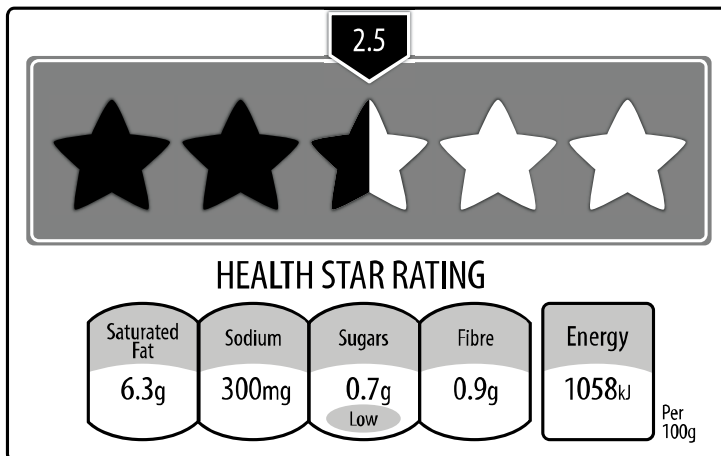 2.5
HEALTH STAR RATING
Saturated
Fat
6.3g
Sodium
300mg
Sugars
0.7g
Low
Fibre
0.9g
Energy
1058kJ
Per
100g